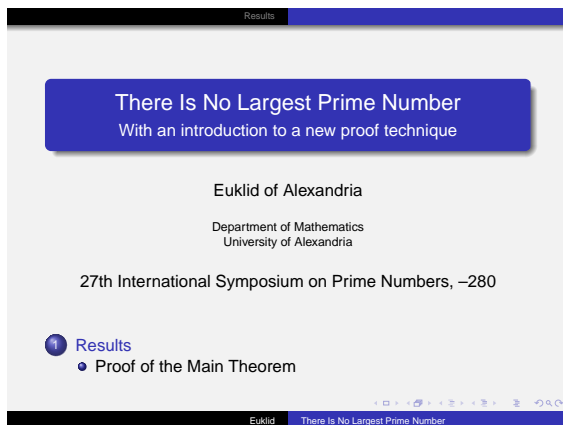 Results
There Is No Largest Prime Number
With an introduction to a new proof technique
Euklid of Alexandria
Department of Mathematics
University of Alexandria
27th International Symposium on Prime Numbers, –280
1 Results
Proof of the Main Theorem
Euklid There Is No Largest Prime Number